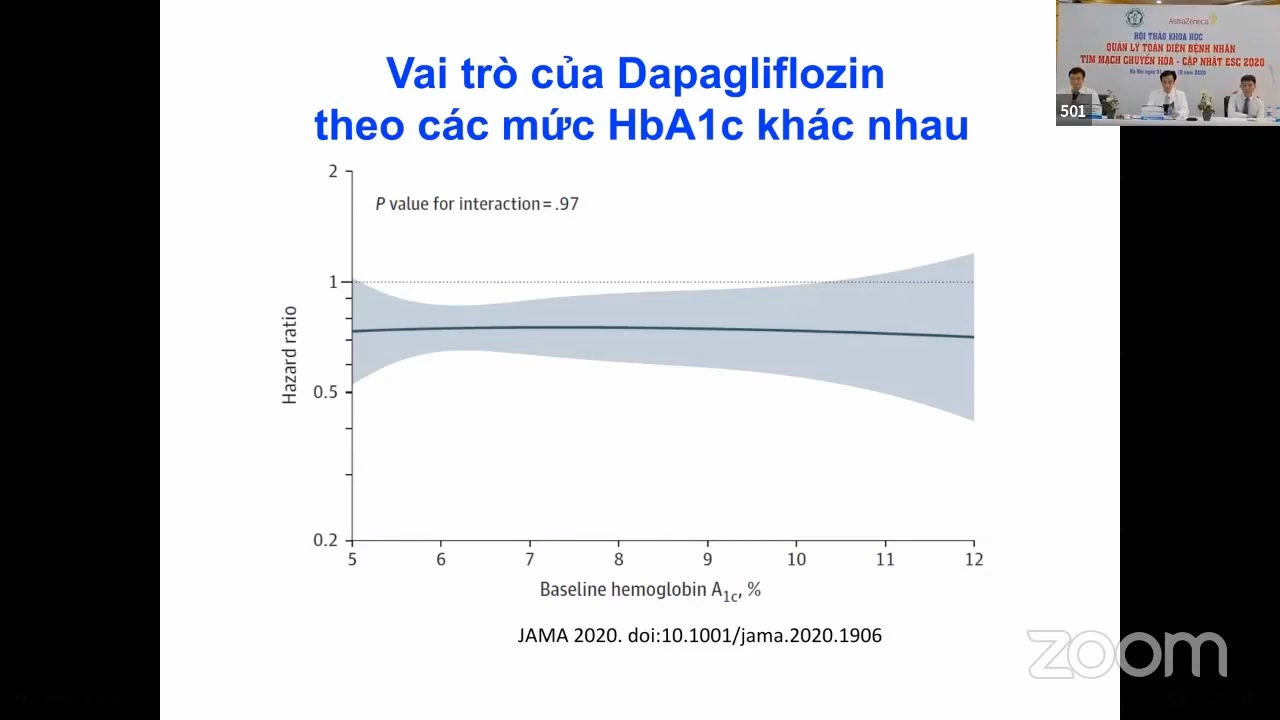 Vai trò của Dapagliflozin
theo các mức HbA1c khác nhau
P value for interaction = .97
Hazard ratio
2
1
0.5
0.2
5 6 7 8 9 10 11 12
Baseline hemoglobin A1c, %
JAMA 2020. doi:10.1001/jama.2020.1906
AstraZeneca
HỘI THẢO KHOA HỌC
QUẢN LÝ TOÀN DIỆN BỆNH NHÂN
TIM MẠCH CHUYỂN HÓA - CẬP NHẬT ESC 2020
501
zoom